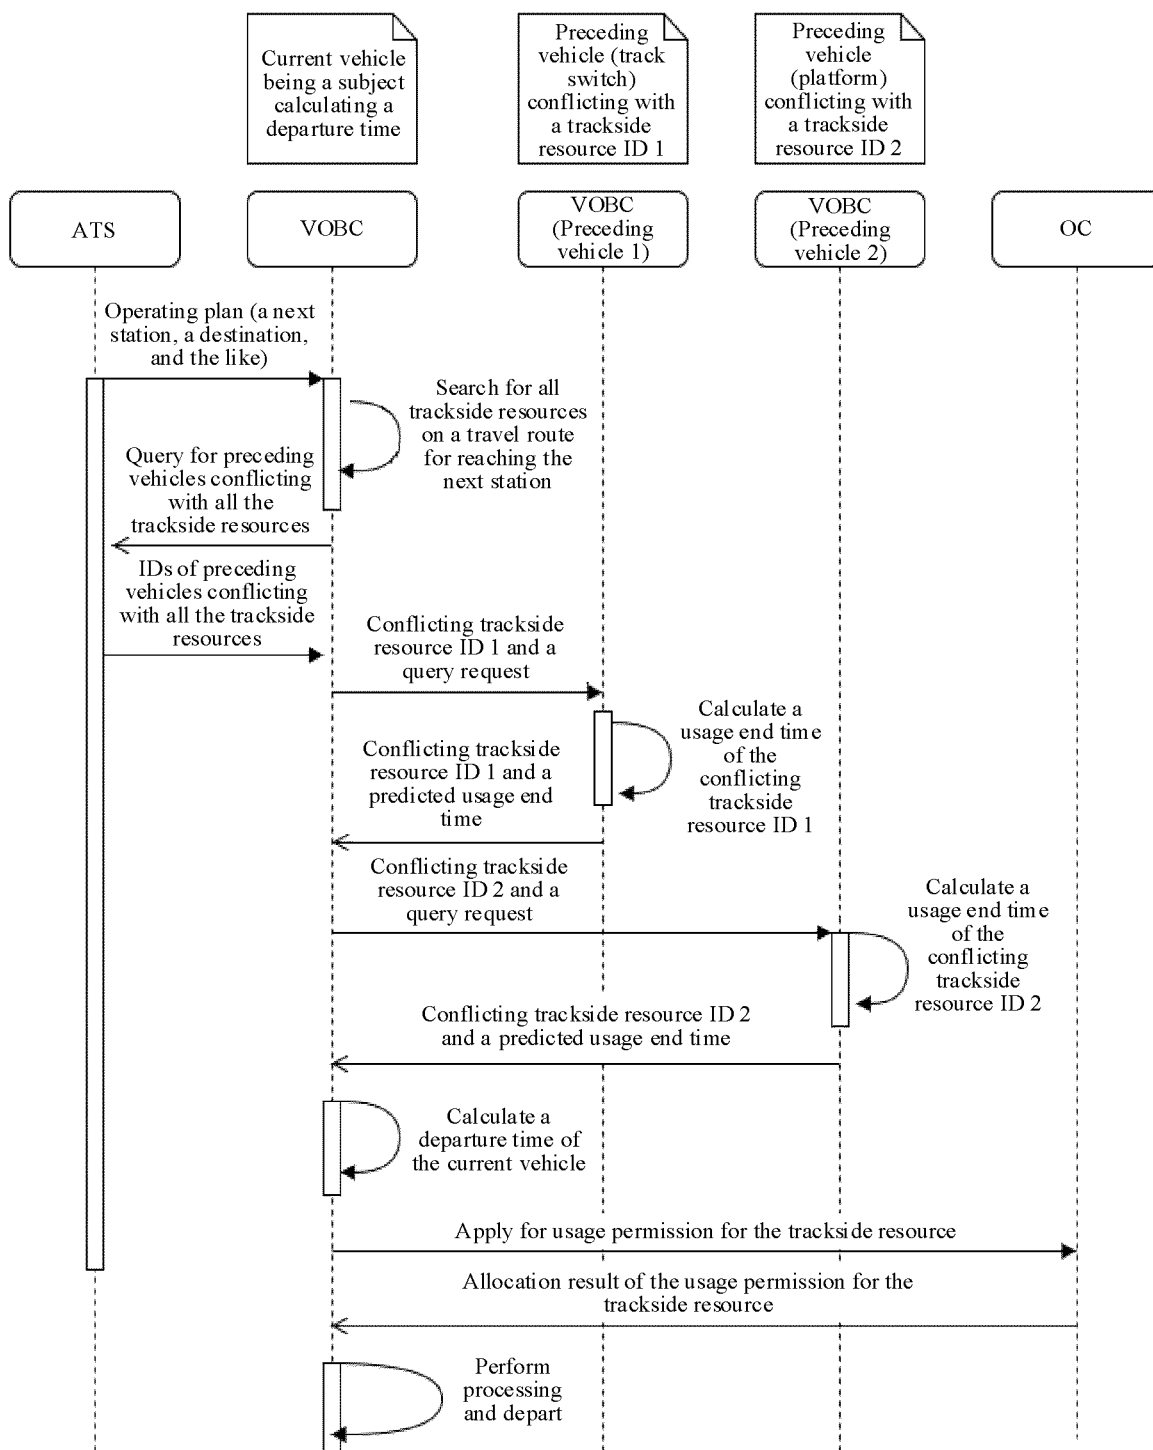 Current vehicle
being a subject
calculating a
departure time
Preceding
vehicle (track
switch)
conflicting with
a trackside
resource ID 1
Preceding
vehicle
(platform)
conflicting with
a trackside
resource ID 2
ATS
VOBC
VOBC
(Preceding
vehicle 1)
VOBC
(Preceding
vehicle 2)
OC
Operating plan (a next
station, a destination,
and the like)
Search for all
trackside resources
on a travel route
for reaching the
next station
Query for preceding
vehicles conflicting
with all the
trackside resources
IDs of preceding
vehicles conflicting
with all the trackside
resources
Conflicting trackside
resource ID 1 and a
query request
Calculate a
usage end time
of the
conflicting
trackside
resource ID 1
Conflicting trackside
resource ID 1 and a
predicted usage end
time
Conflicting trackside
resource ID 2 and a
query request
Calculate a
usage end time
of the
conflicting
trackside
resource ID 2
Conflicting trackside resource ID 2
and a predicted usage end time
Calculate a
departure time of
the current vehicle
Apply for usage permission for the trackside resource
Allocation result of the usage permission for the
trackside resource
Perform
processing
and depart